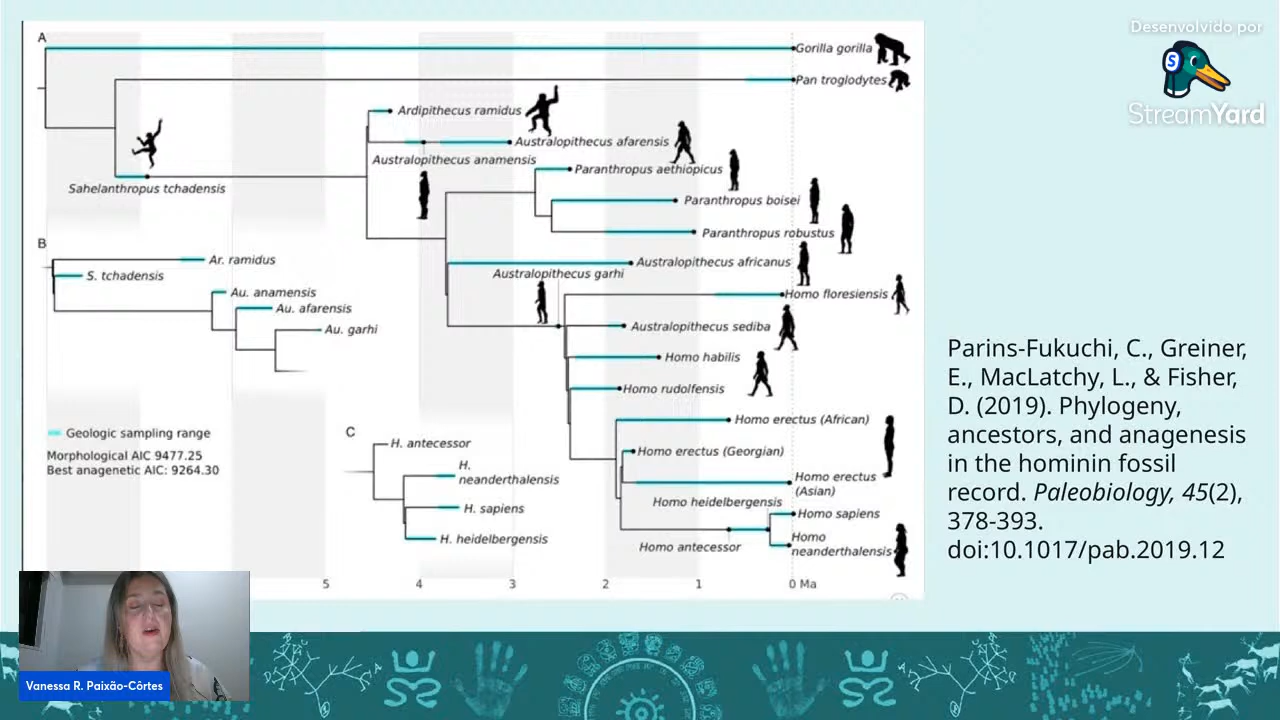 Desenvolvido por
StreamYard
A
Gorilla gorilla
Pan troglodytes
Ardipithecus ramidus
Australopithecus afarensis
Australopithecus anamensis
Paranthropus aethiopicus
Sahelanthropus tchadensis
Paranthropus boisei
Paranthropus robustus
B
Ar. ramidus
S. tchadensis
Australopithecus africanus
Australopithecus garhi
Au. anamensis
Homo floresiensis
Au. afarensis
Au. garhi
Australopithecus sediba
Homo habilis
Homo rudolfensis
Geologic sampling range
Morphological AIC 9477.25
Best anagenetic AIC: 9264.30
C
H. antecessor
H.
neanderthalensis
H. sapiens
H. heidelbergensis
Homo erectus (African)
Homo erectus (Georgian)
Homo erectus
(Asian)
Homo heidelbergensis
Homo sapiens
Homo antecessor
Homo
neanderthalensis
5 4 3 2 1 0 Ma
Parins-Fukuchi, C., Greiner,
E., MacLatchy, L., & Fisher,
D. (2019). Phylogeny,
ancestors, and anagenesis
in the hominin fossil
record. Paleobiology, 45(2),
378-393.
doi:10.1017/pab.2019.12
Vanessa R. Paixão-Côrtes